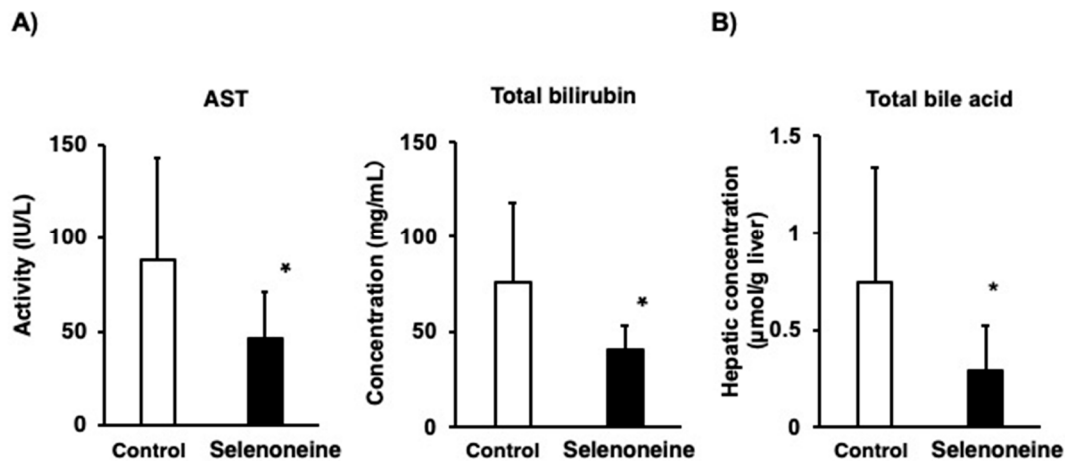 A)
B)
AST
Total bilirubin
Total bile acid
Activity (IU/L)
150
100
50
0
Control Selenoneine
*
Concentration (mg/mL)
150
100
50
0
Control Selenoneine
*
Hepatic concentration
(μmol/g liver)
1.5
1
0.5
0
Control Selenoneine
*